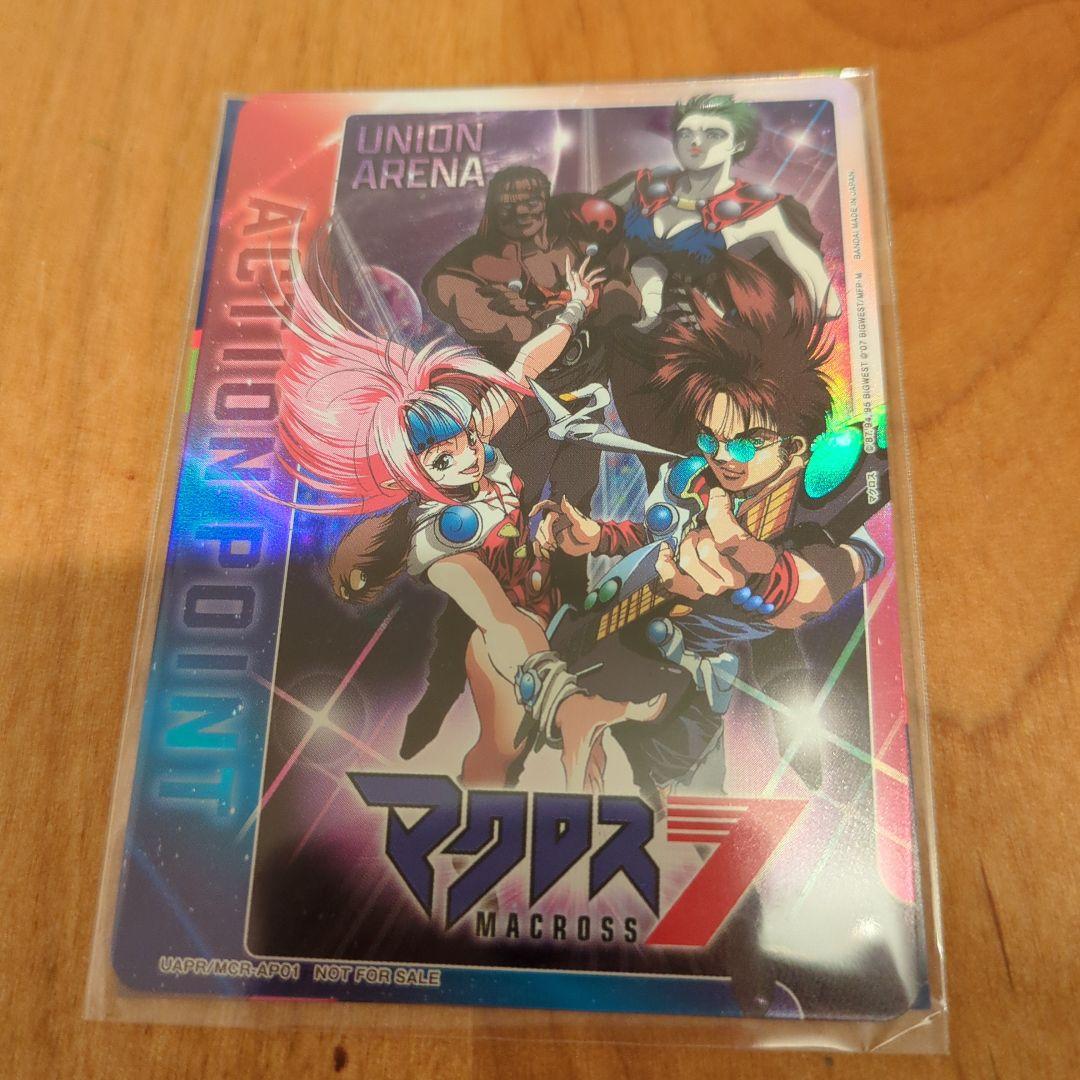 UNION
ARENA
ACTION POINT
マクロス 7
MACROSS
UAPR/MCR-AP01 NOT FOR SALE
BANDAI MADE IN JAPAN.